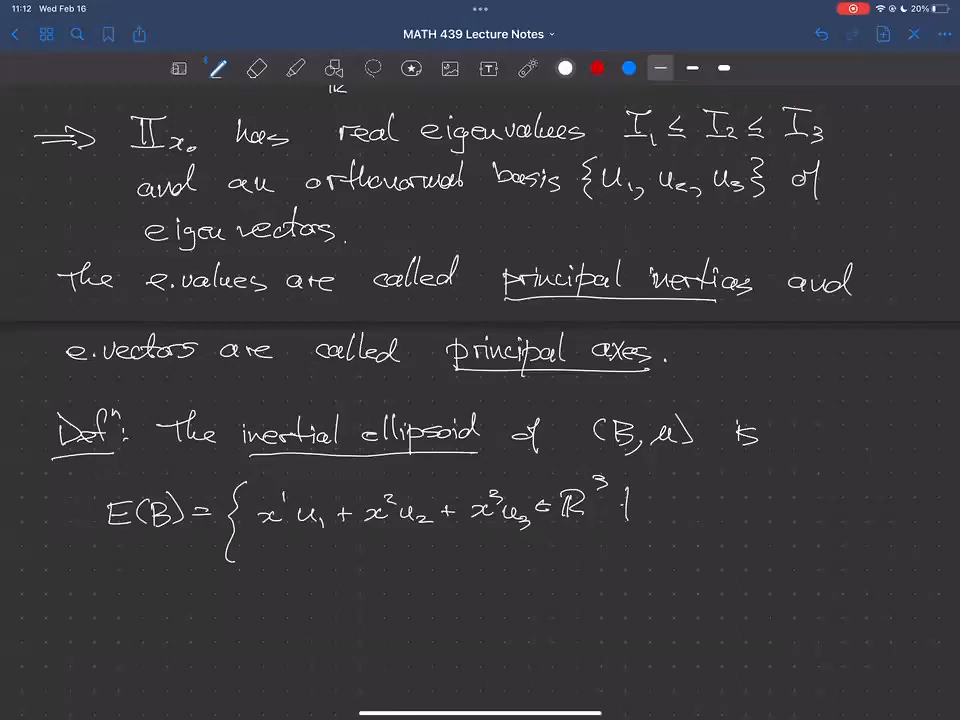 11:12 Wed Feb 16
20%
MATH 439 Lecture Notes
⇒ 𝕀x₀ has real eigenvalues I₁ ≤ I₂ ≤ I₃
and an orthonormal basis {u₁, u₂, u₃} of
eigenvectors.
The e.values are called principal inertias and
e.vectors are called principal axes.
Defⁿ: The inertial ellipsoid of (B, μ) is
E(B) = { x¹u₁ + x²u₂ + x³u₃ ∈ ℝ³ |